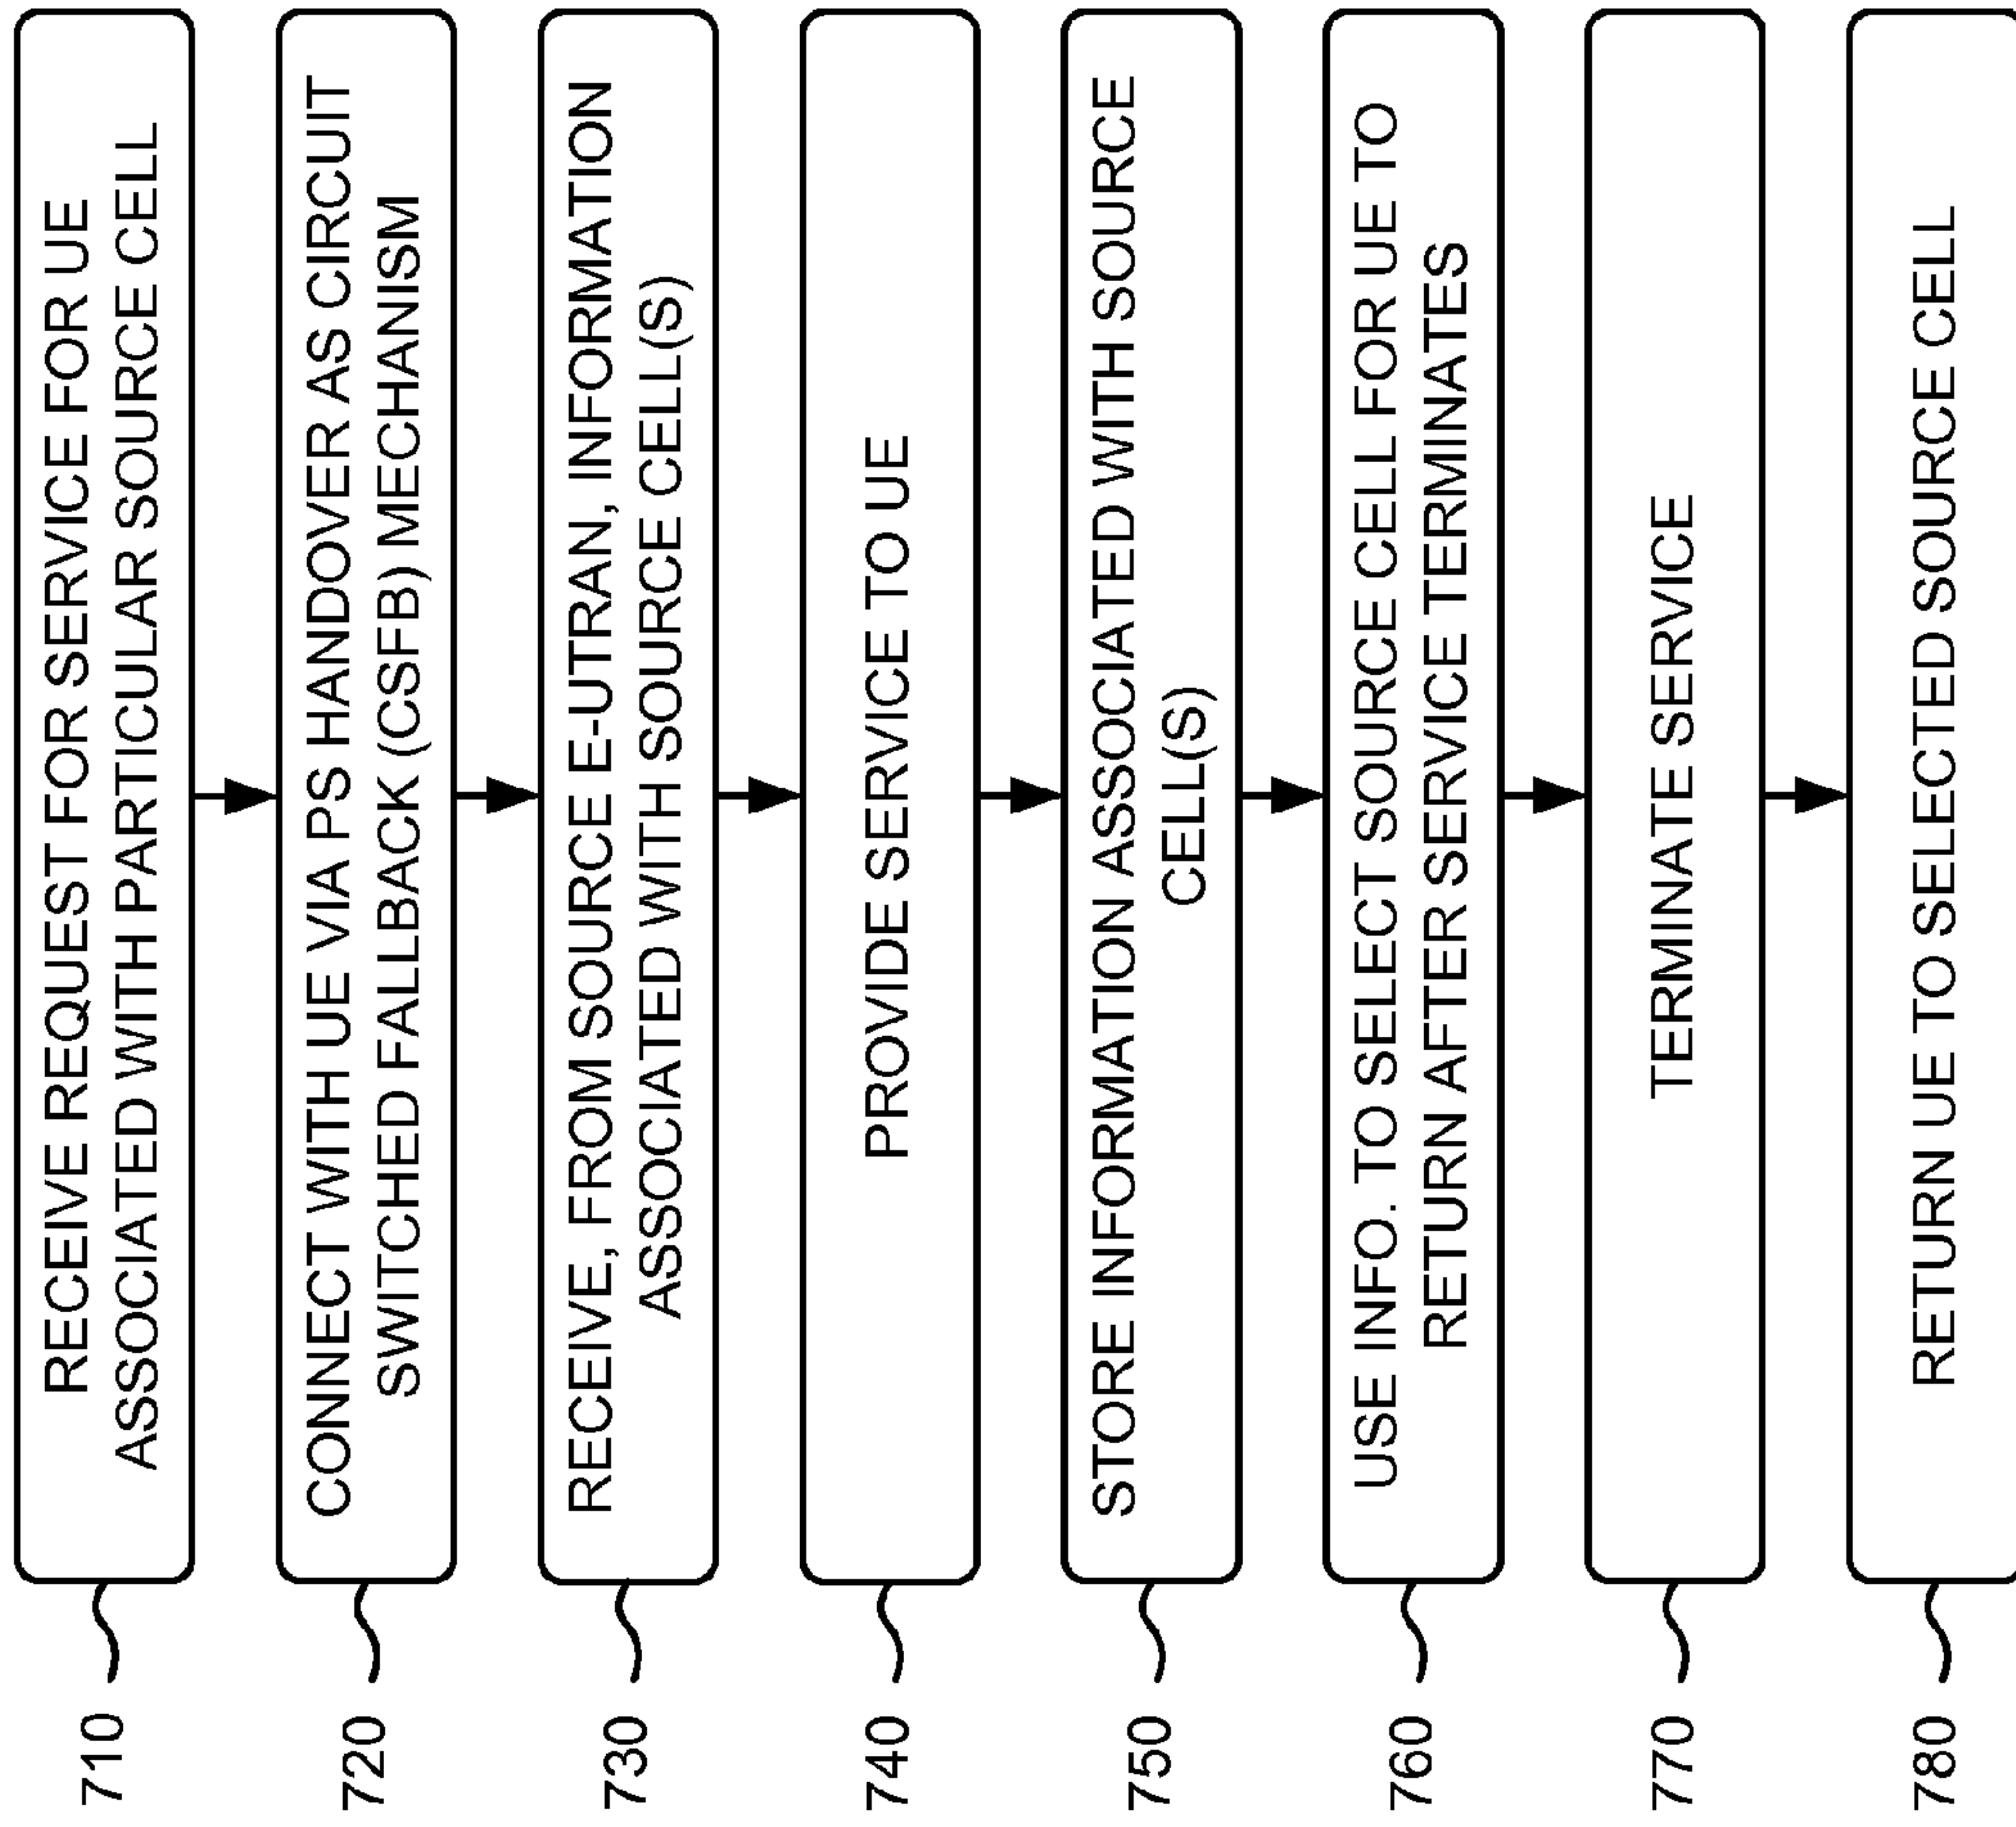 710
RECEIVE REQUEST FOR SERVICE FOR UE
ASSOCIATED WITH PARTICULAR SOURCE CELL
720
CONNECT WITH UE VIA PS HANDOVER AS CIRCUIT
SWITCHED FALLBACK (CSFB) MECHANISM
730
RECEIVE, FROM SOURCE E-UTRAN, INFORMATION
ASSOCIATED WITH SOURCE CELL(S)
740
PROVIDE SERVICE TO UE
750
STORE INFORMATION ASSOCIATED WITH SOURCE
CELL(S)
760
USE INFO. TO SELECT SOURCE CELL FOR UE TO
RETURN AFTER SERVICE TERMINATES
770
TERMINATE SERVICE
780
RETURN UE TO SELECTED SOURCE CELL